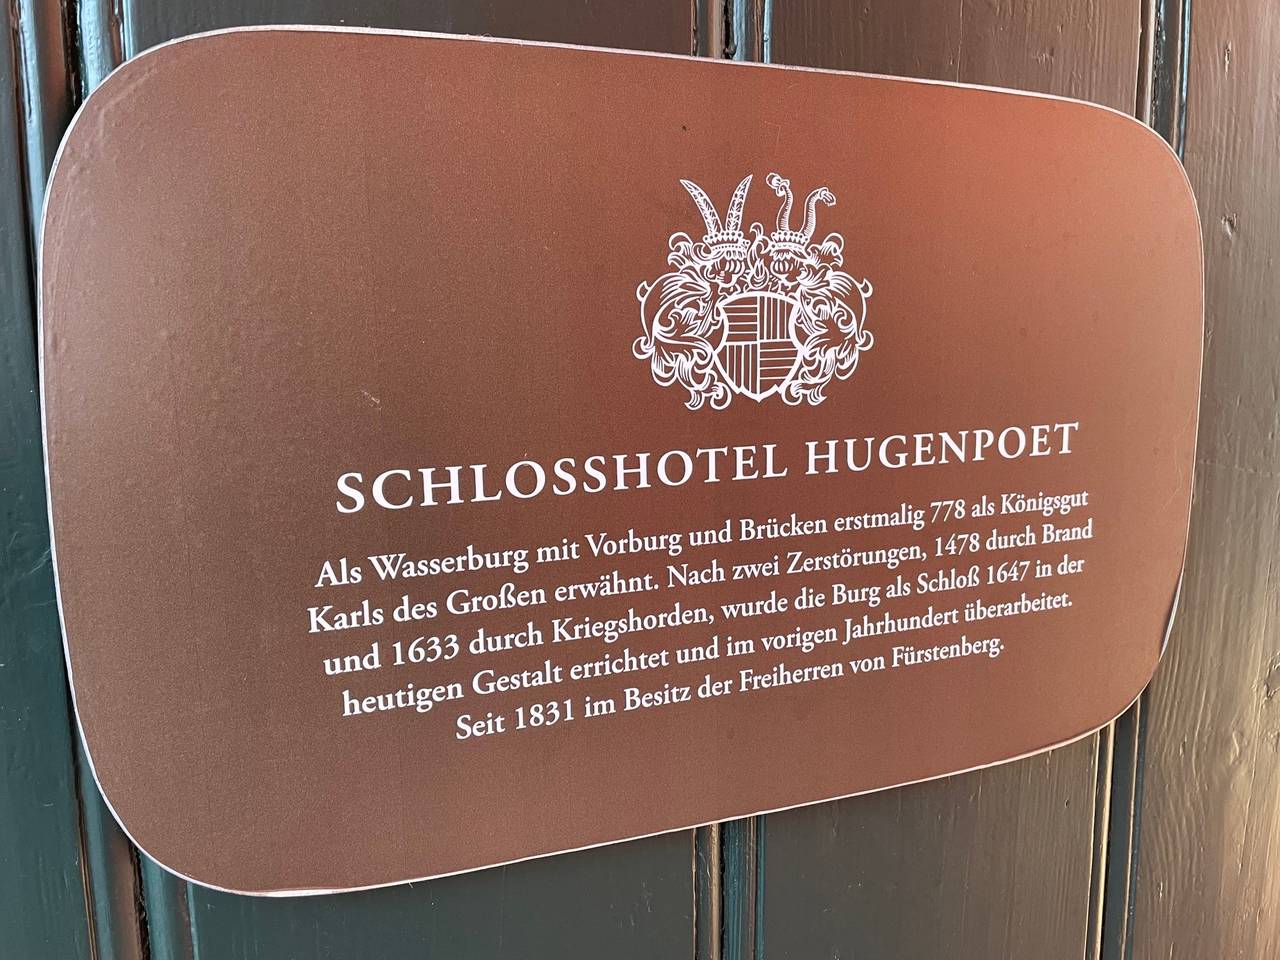 SCHLOSSHOTEL HUGENPOET
Als Wasserburg mit Vorburg und Brücken erstmalig 778 als Königsgut
Karls des Großen erwähnt. Nach zwei Zerstörungen, 1478 durch Brand
und 1633 durch Kriegshorden, wurde die Burg als Schloß 1647 in der
heutigen Gestalt errichtet und im vorigen Jahrhundert überarbeitet.
Seit 1831 im Besitz der Freiherren von Fürstenberg.